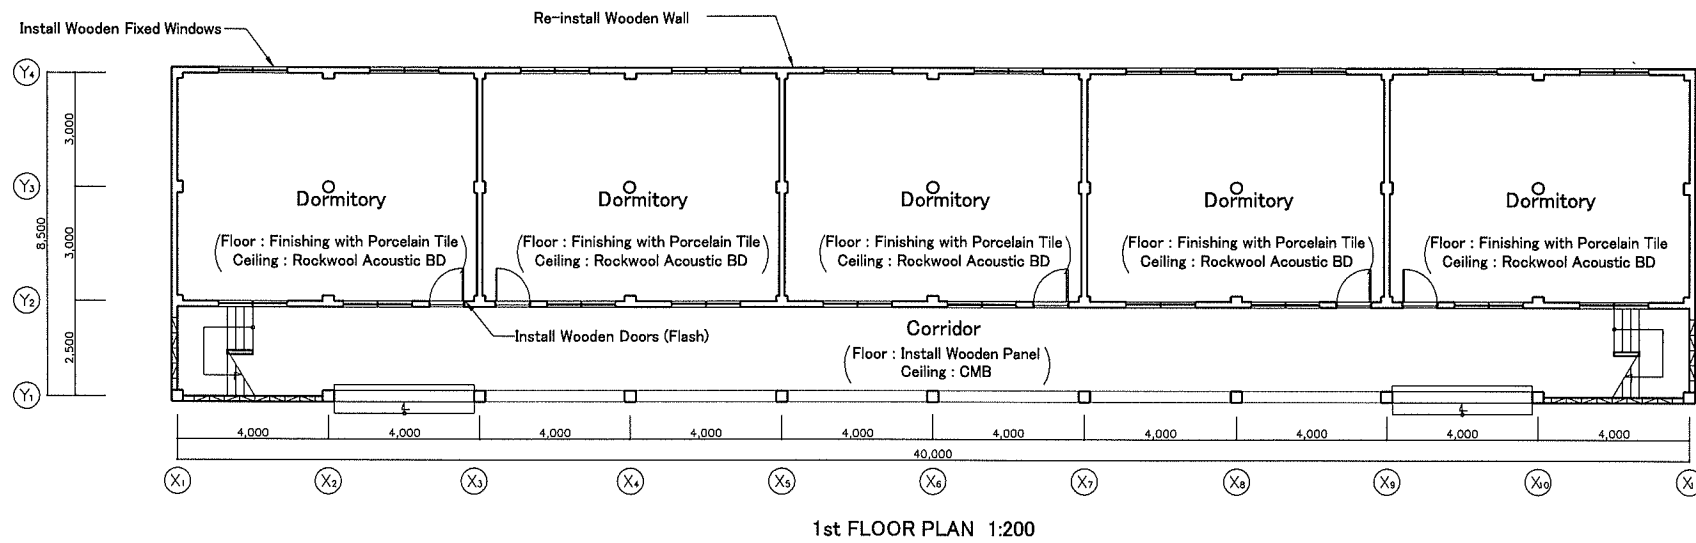 Re-install Wooden Wall
Install Wooden Fixed Windows
Y4
3,000
Y3
3,000
8,500
Y2
2,500
Y1
Dormitory
(Floor : Finishing with Porcelain Tile
Ceiling : Rockwool Acoustic BD)
Dormitory
(Floor : Finishing with Porcelain Tile
Ceiling : Rockwool Acoustic BD)
Dormitory
(Floor : Finishing with Porcelain Tile
Ceiling : Rockwool Acoustic BD)
Dormitory
(Floor : Finishing with Porcelain Tile
Ceiling : Rockwool Acoustic BD)
Dormitory
(Floor : Finishing with Porcelain Tile
Ceiling : Rockwool Acoustic BD)
Install Wooden Doors (Flash)
Corridor
(Floor : Install Wooden Panel
Ceiling : CMB)
4,000 4,000 4,000 4,000 4,000 4,000 4,000 4,000 4,000 4,000
40,000
X1 X2 X3 X4 X5 X6 X7 X8 X9 X10
1st FLOOR PLAN 1:200